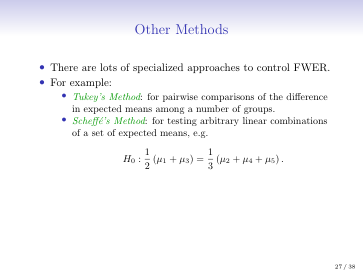 Other Methods
• There are lots of specialized approaches to control FWER.
• For example:
• Tukey's Method: for pairwise comparisons of the difference
in expected means among a number of groups.
• Scheffé's Method: for testing arbitrary linear combinations
of a set of expected means, e.g.
H₀ : 1/2 (μ₁ + μ₃) = 1/3 (μ₂ + μ₄ + μ₅) .
27 / 38